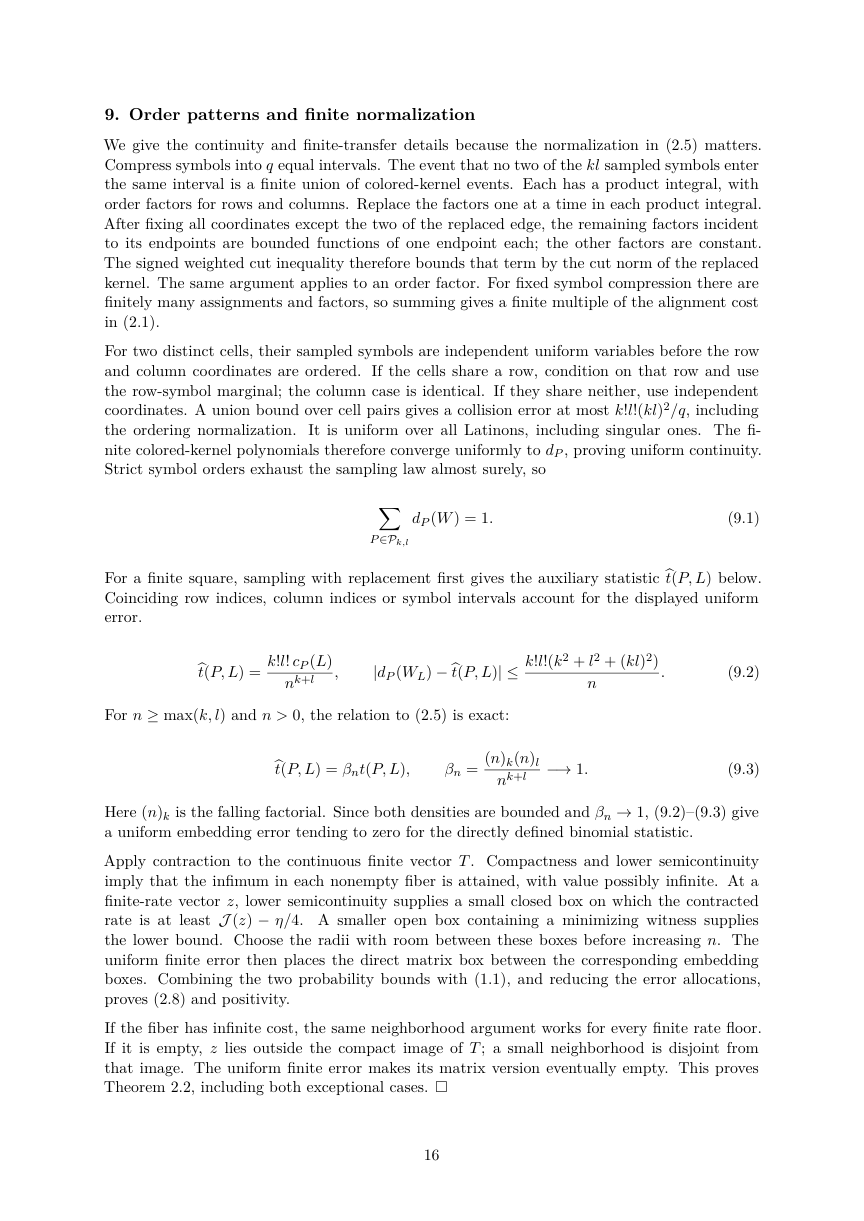 9. Order patterns and finite normalization
We give the continuity and finite-transfer details because the normalization in (2.5) matters.
Compress symbols into q equal intervals. The event that no two of the kl sampled symbols enter
the same interval is a finite union of colored-kernel events. Each has a product integral, with
order factors for rows and columns. Replace the factors one at a time in each product integral.
After fixing all coordinates except the two of the replaced edge, the remaining factors incident
to its endpoints are bounded functions of one endpoint each; the other factors are constant.
The signed weighted cut inequality therefore bounds that term by the cut norm of the replaced
kernel. The same argument applies to an order factor. For fixed symbol compression there are
finitely many assignments and factors, so summing gives a finite multiple of the alignment cost
in (2.1).
For two distinct cells, their sampled symbols are independent uniform variables before the row
and column coordinates are ordered. If the cells share a row, condition on that row and use
the row-symbol marginal; the column case is identical. If they share neither, use independent
coordinates. A union bound over cell pairs gives a collision error at most k!l!(kl)²/q, including
the ordering normalization. It is uniform over all Latinons, including singular ones. The fi-
nite colored-kernel polynomials therefore converge uniformly to d_P, proving uniform continuity.
Strict symbol orders exhaust the sampling law almost surely, so
∑_{P∈𝒫_{k,l}} d_P(W) = 1. (9.1)
For a finite square, sampling with replacement first gives the auxiliary statistic t̂(P, L) below.
Coinciding row indices, column indices or symbol intervals account for the displayed uniform
error.
t̂(P, L) = k!l! c_P(L) / n^{k+l}, |d_P(W_L) − t̂(P, L)| ≤ k!l!(k² + l² + (kl)²) / n. (9.2)
For n ≥ max(k, l) and n > 0, the relation to (2.5) is exact:
t̂(P, L) = β_n t(P, L), β_n = (n)_k(n)_l / n^{k+l} ⟶ 1. (9.3)
Here (n)_k is the falling factorial. Since both densities are bounded and β_n → 1, (9.2)–(9.3) give
a uniform embedding error tending to zero for the directly defined binomial statistic.
Apply contraction to the continuous finite vector T. Compactness and lower semicontinuity
imply that the infimum in each nonempty fiber is attained, with value possibly infinite. At a
finite-rate vector z, lower semicontinuity supplies a small closed box on which the contracted
rate is at least 𝒥(z) − η/4. A smaller open box containing a minimizing witness supplies
the lower bound. Choose the radii with room between these boxes before increasing n. The
uniform finite error then places the direct matrix box between the corresponding embedding
boxes. Combining the two probability bounds with (1.1), and reducing the error allocations,
proves (2.8) and positivity.
If the fiber has infinite cost, the same neighborhood argument works for every finite rate floor.
If it is empty, z lies outside the compact image of T; a small neighborhood is disjoint from
that image. The uniform finite error makes its matrix version eventually empty. This proves
Theorem 2.2, including both exceptional cases. □
16